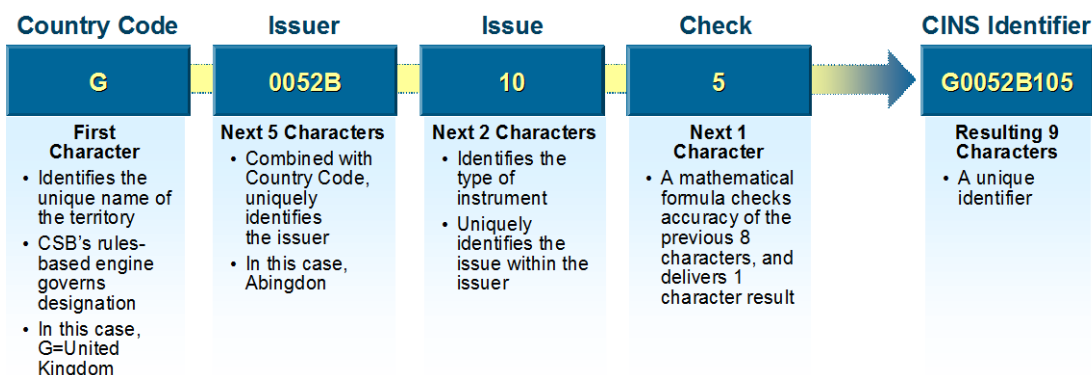 Country Code
Issuer
Issue
Check
CINS Identifier
G
0052B
10
5
G0052B105
First
Character
• Identifies the
unique name of
the territory
• CSB's rules-
based engine
governs
designation
• In this case,
G=United
Kingdom
Next 5 Characters
• Combined with
Country Code,
uniquely
identifies
the issuer
• In this case,
Abingdon
Next 2 Characters
• Identifies the
type of
instrument
• Uniquely
identifies the
issue within the
issuer
Next 1
Character
• A mathematical
formula checks
accuracy of the
previous 8
characters, and
delivers 1
character result
Resulting 9
Characters
• A unique
identifier